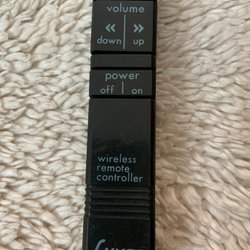 volume
« | »
down | up
power
off | on
wireless
remote
controller